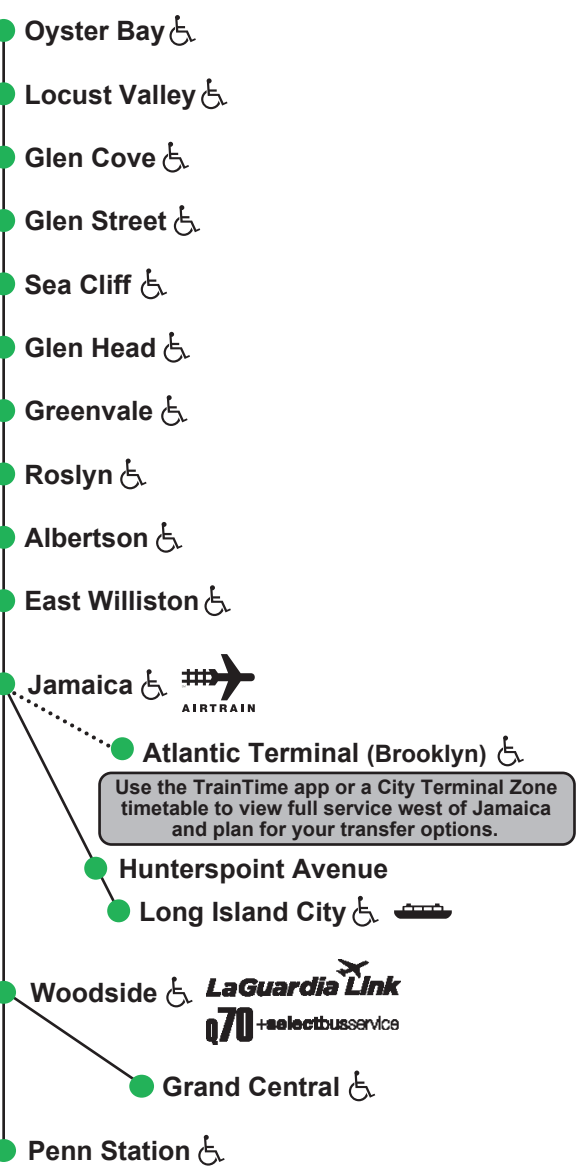 Oyster Bay
Locust Valley
Glen Cove
Glen Street
Sea Cliff
Glen Head
Greenvale
Roslyn
Albertson
East Williston
Jamaica
AIRTRAIN
Atlantic Terminal (Brooklyn)
Use the TrainTime app or a City Terminal Zone
timetable to view full service west of Jamaica
and plan for your transfer options.
Hunterspoint Avenue
Long Island City
Woodside LaGuardia Link
Q70 +selectbusservice
Grand Central
Penn Station